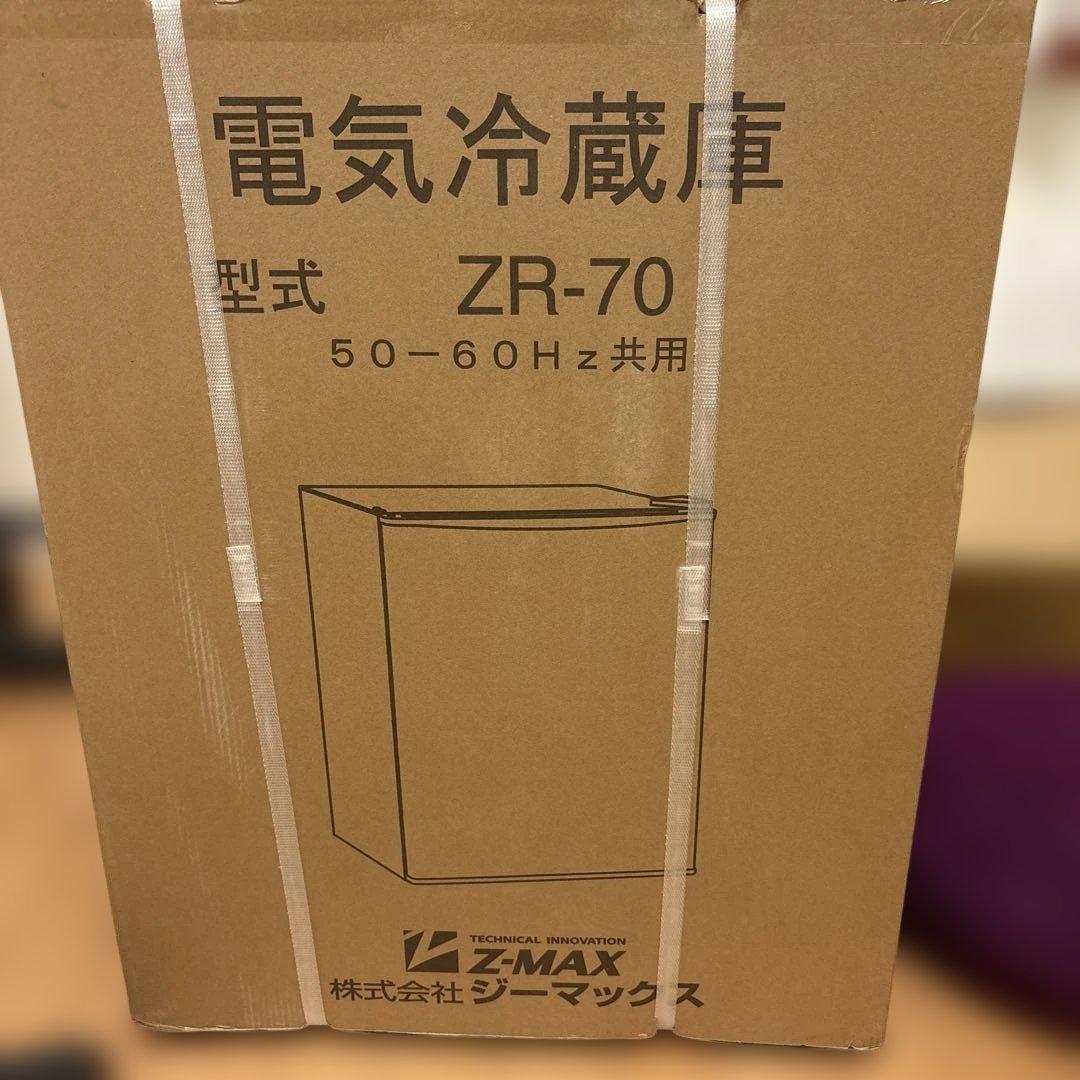 電気冷蔵庫
型式 ZR-70
50-60Hz共用
TECHNICAL INNOVATION
Z-MAX
株式会社 ジーマックス